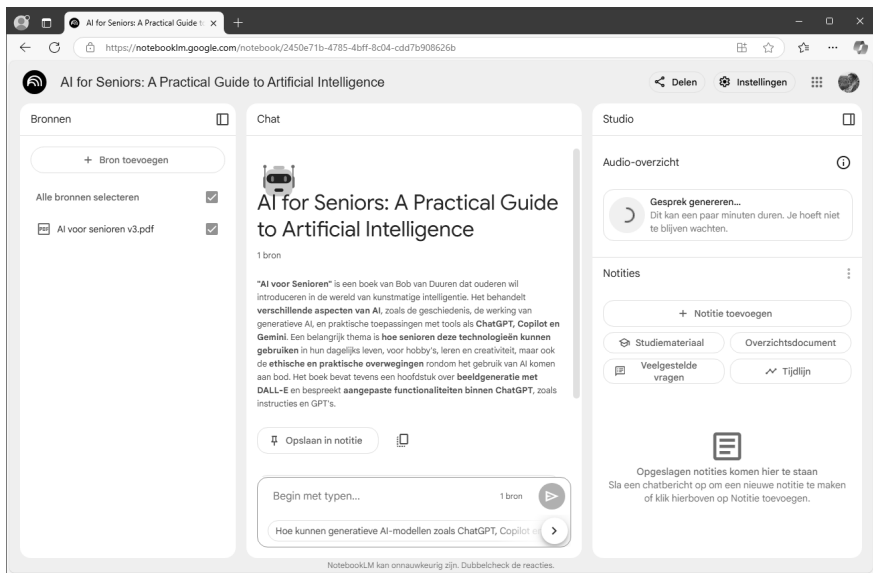 AI for Seniors: A Practical Guide to
https://notebooklm.google.com/notebook/2450e71b-4785-4bff-8c04-cdd7b908626b
AI for Seniors: A Practical Guide to Artificial Intelligence
Delen
Instellingen
Bronnen
+ Bron toevoegen
Alle bronnen selecteren
PDF AI voor senioren v3.pdf
Chat
AI for Seniors: A Practical Guide
to Artificial Intelligence
1 bron
"AI voor Senioren" is een boek van Bob van Duuren dat ouderen wil
introduceren in de wereld van kunstmatige intelligentie. Het behandelt
verschillende aspecten van AI, zoals de geschiedenis, de werking van
generatieve AI, en praktische toepassingen met tools als ChatGPT, Copilot en
Gemini. Een belangrijk thema is hoe senioren deze technologieën kunnen
gebruiken in hun dagelijks leven, voor hobby's, leren en creativiteit, maar ook
de ethische en praktische overwegingen rondom het gebruik van AI komen
aan bod. Het boek bevat tevens een hoofdstuk over beeldgeneratie met
DALL-E en bespreekt aangepaste functionaliteiten binnen ChatGPT, zoals
instructies en GPT's.
Opslaan in notitie
Begin met typen...
1 bron
Hoe kunnen generatieve AI-modellen zoals ChatGPT, Copilot
NotebookLM kan onnauwkeurig zijn. Dubbelcheck de reacties.
Studio
Audio-overzicht
Gesprek genereren...
Dit kan een paar minuten duren. Je hoeft niet
te blijven wachten.
Notities
+ Notitie toevoegen
Studiemateriaal
Overzichtsdocument
Veelgestelde
vragen
Tijdlijn
Opgeslagen notities komen hier te staan
Sla een chatbericht op om een nieuwe notitie te maken
of klik hierboven op Notitie toevoegen.